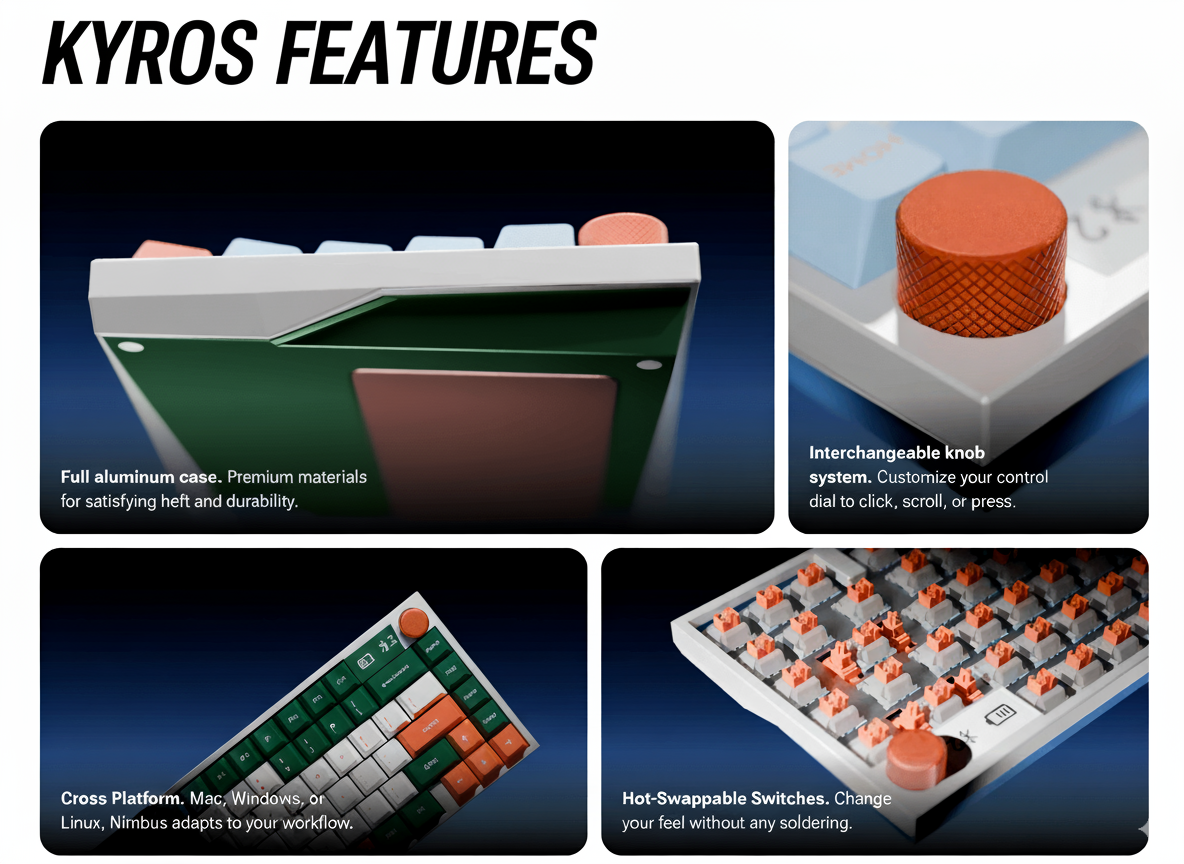 KYROS FEATURES
Full aluminum case. Premium materials
for satisfying heft and durability.
HOME
Interchangeable knob
system. Customize your control
dial to click, scroll, or press.
Cross Platform. Mac, Windows, or
Linux, Nimbus adapts to your workflow.
Hot-Swappable Switches. Change
your feel without any soldering.